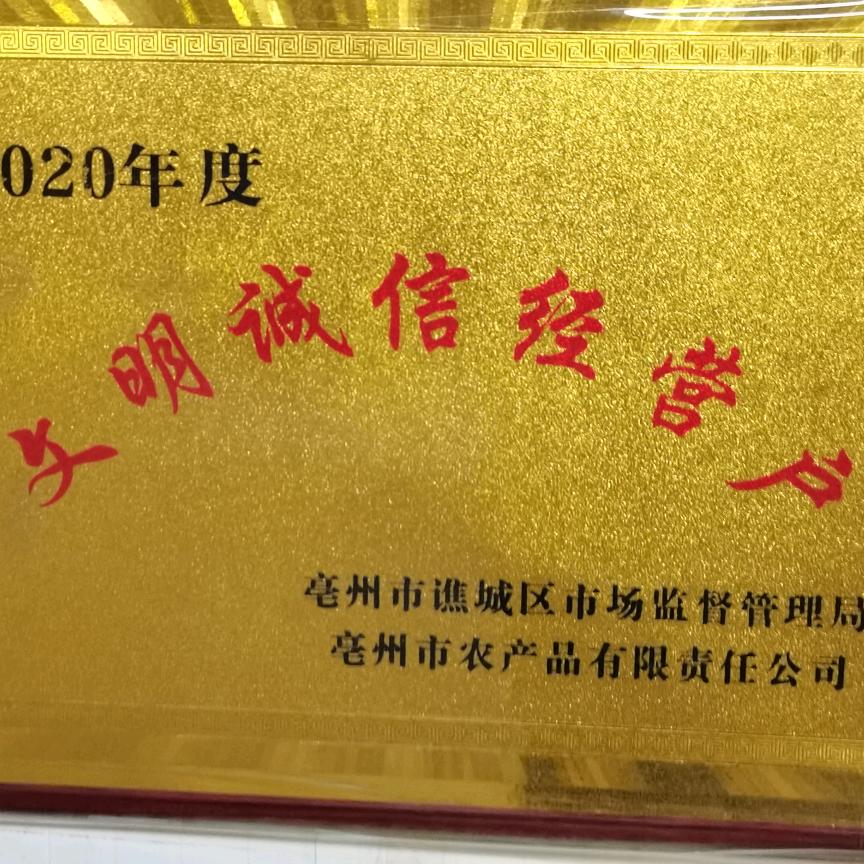 020年度
文明诚信经营户
亳州市谯城区市场监督管理局
亳州市农产品有限责任公司